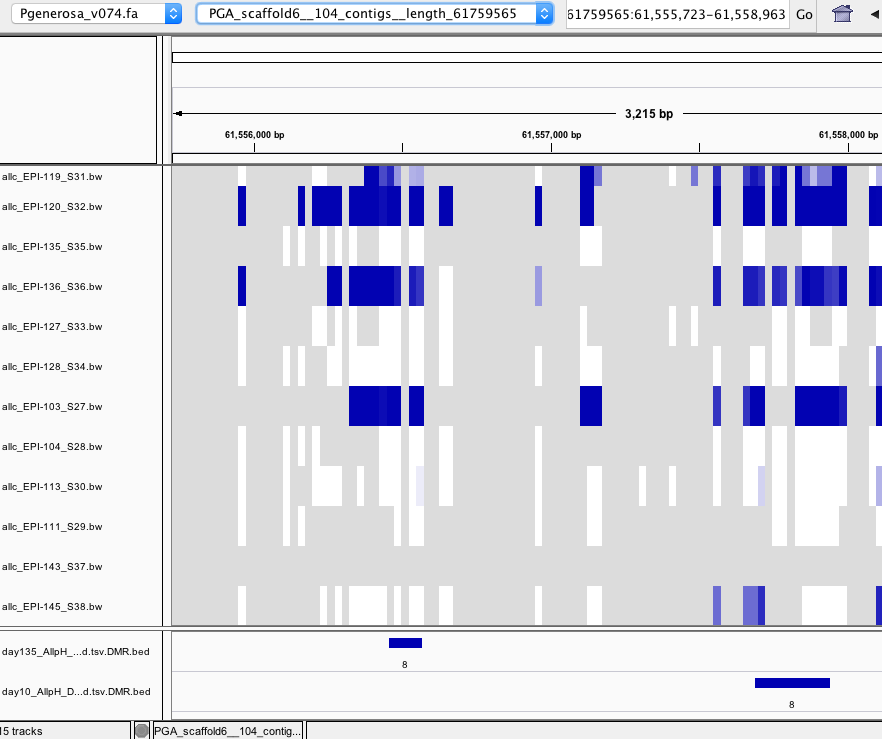 Pgenerosa_v074.fa PGA_scaffold6__104_contigs__length_61759565 61759565:61,555,723-61,558,963 Go
3,215 bp
61,556,000 bp 61,557,000 bp 61,558,000 bp
allc_EPI-119_S31.bw
allc_EPI-120_S32.bw
allc_EPI-135_S35.bw
allc_EPI-136_S36.bw
allc_EPI-127_S33.bw
allc_EPI-128_S34.bw
allc_EPI-103_S27.bw
allc_EPI-104_S28.bw
allc_EPI-113_S30.bw
allc_EPI-111_S29.bw
allc_EPI-143_S37.bw
allc_EPI-145_S38.bw
day135_AllpH_...d.tsv.DMR.bed
8
day10_AllpH_D...d.tsv.DMR.bed
8
15 tracks PGA_scaffold6__104_contig...